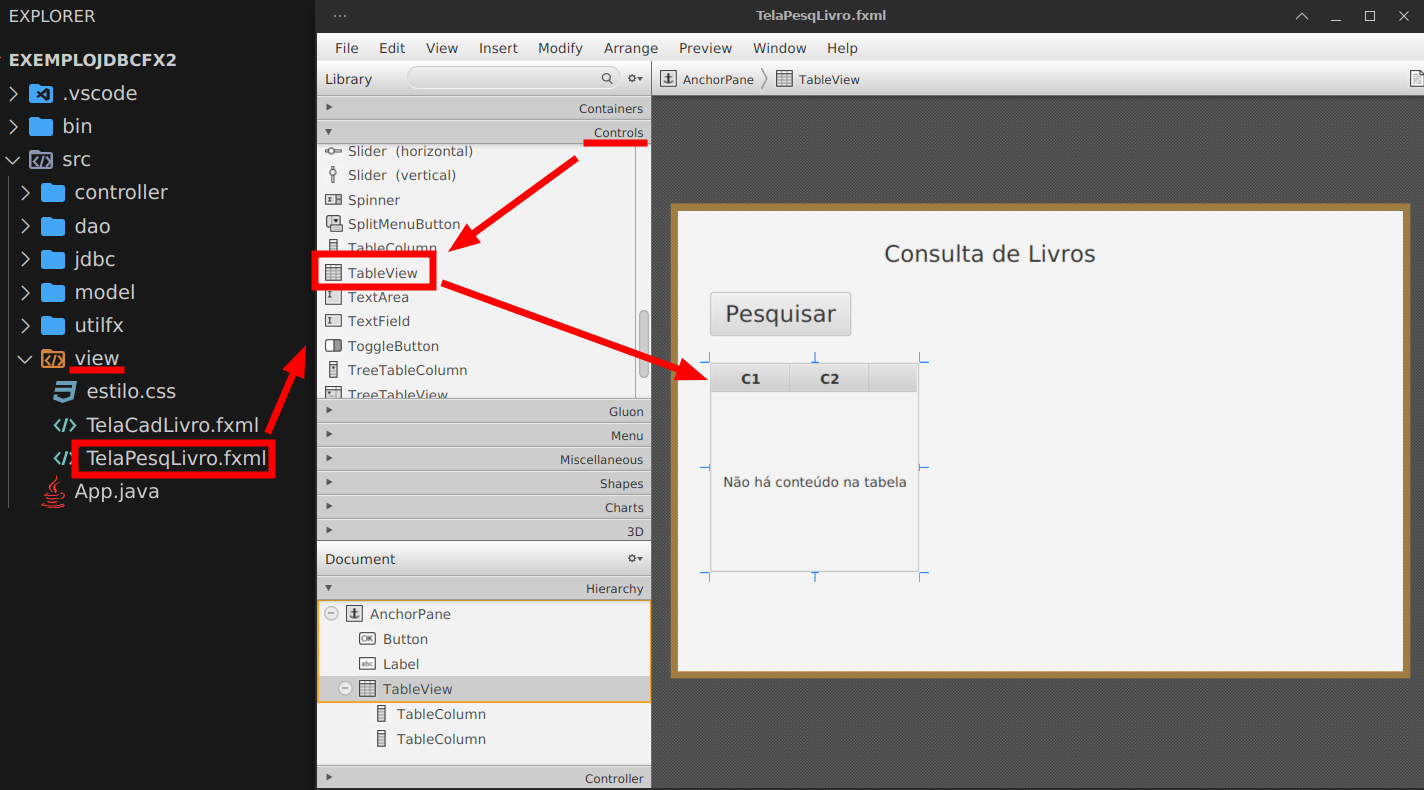 EXPLORER
EXEMPLOJDBCFX2
.vscode
bin
src
controller
dao
jdbc
model
utilfx
view
estilo.css
TelaCadLivro.fxml
TelaPesqLivro.fxml
App.java
TelaPesqLivro.fxml
File Edit View Insert Modify Arrange Preview Window Help
Library
Containers
Controls
Slider (horizontal)
Slider (vertical)
Spinner
SplitMenuButton
TableColumn
TableView
TextArea
TextField
ToggleButton
TreeTableColumn
TreeTableView
Gluon
Menu
Miscellaneous
Shapes
Charts
3D
Document
Hierarchy
AnchorPane
OK Button
abc Label
TableView
TableColumn
TableColumn
Controller
AnchorPane TableView
Consulta de Livros
Pesquisar
C1 C2
Não há conteúdo na tabela